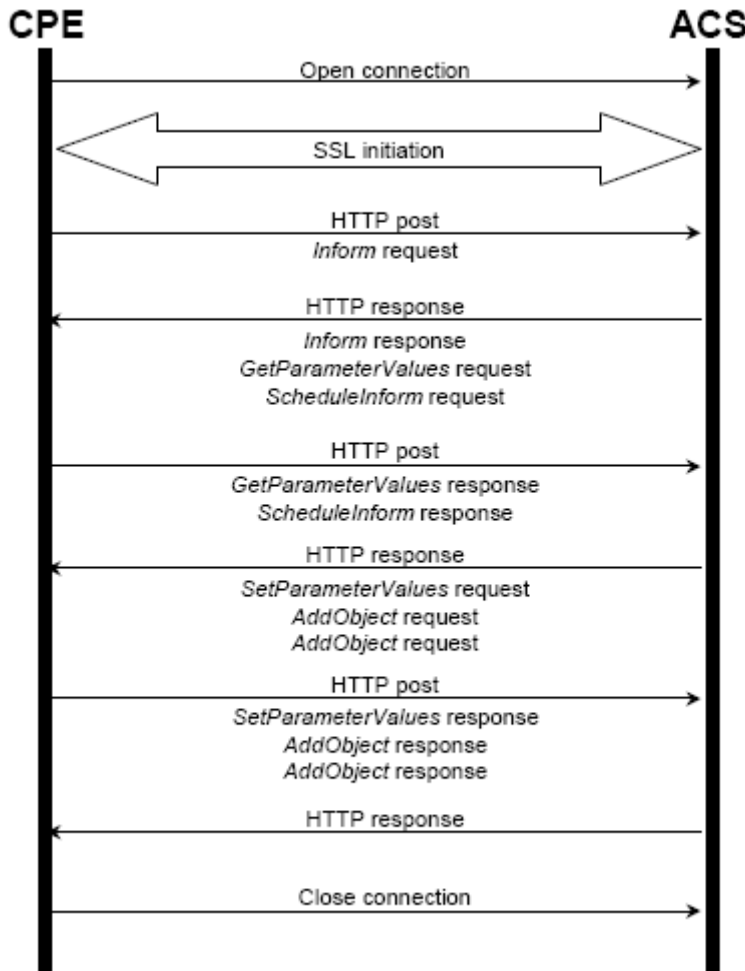 CPE ACS
Open connection
SSL initiation
HTTP post
Inform request
HTTP response
Inform response
GetParameterValues request
ScheduleInform request
HTTP post
GetParameterValues response
ScheduleInform response
HTTP response
SetParameterValues request
AddObject request
AddObject request
HTTP post
SetParameterValues response
AddObject response
AddObject response
HTTP response
Close connection